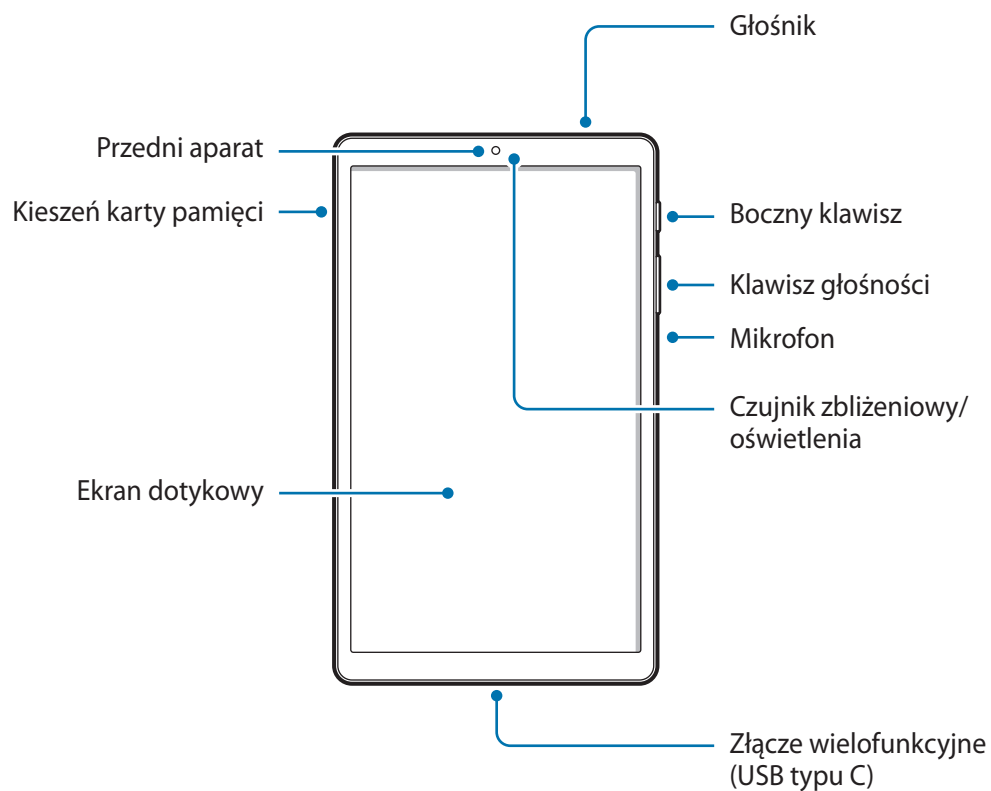 Głośnik
Przedni aparat
Kieszeń karty pamięci
Boczny klawisz
Klawisz głośności
Mikrofon
Czujnik zbliżeniowy/
oświetlenia
Ekran dotykowy
Złącze wielofunkcyjne
(USB typu C)